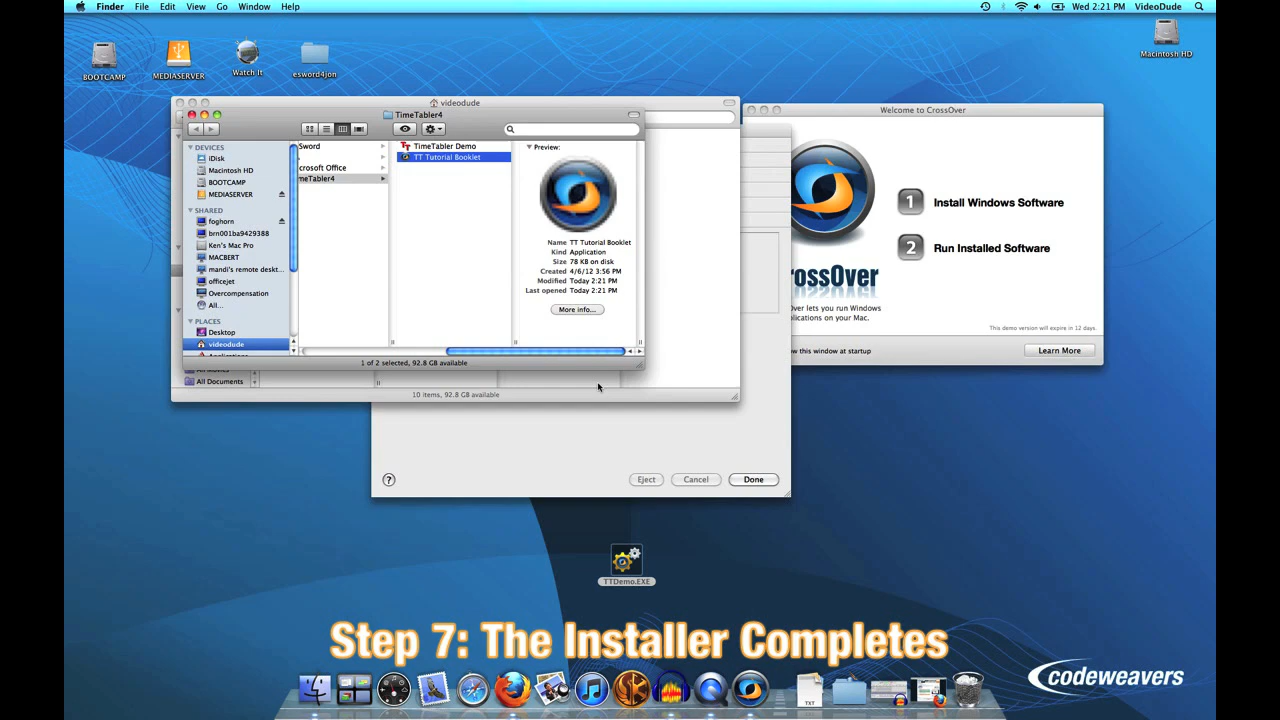 Finder File Edit View Go Window Help
Wed 2:21 PM VideoDude
BOOTCAMP
MEDIASERVER
Watch It
esword4jon
Macintosh HD
videodude
TimeTabler4
DEVICES
iDisk
Macintosh HD
BOOTCAMP
MEDIASERVER
SHARED
foghorn
brn001ba9429388
Ken's Mac Pro
MACBERT
mandi's remote deskt...
officejet
Overcompensation
All...
PLACES
Desktop
videodude
Sword
crosoft Office
meTabler4
TimeTabler Demo
TT Tutorial Booklet
Preview:
Name TT Tutorial Booklet
Kind Application
Size 78 KB on disk
Created 4/6/12 3:56 PM
Modified Today 2:21 PM
Last opened Today 2:21 PM
More info...
1 of 2 selected, 92.8 GB available
All Documents
10 items, 92.8 GB available
Welcome to CrossOver
1 Install Windows Software
2 Run Installed Software
rossOver
Over lets you run Windows
plications on your Mac.
This demo version will expire in 12 days.
ow this window at startup
Learn More
?
Eject
Cancel
Done
TTDemo.EXE
Step 7: The Installer Completes
TXT
codeweavers